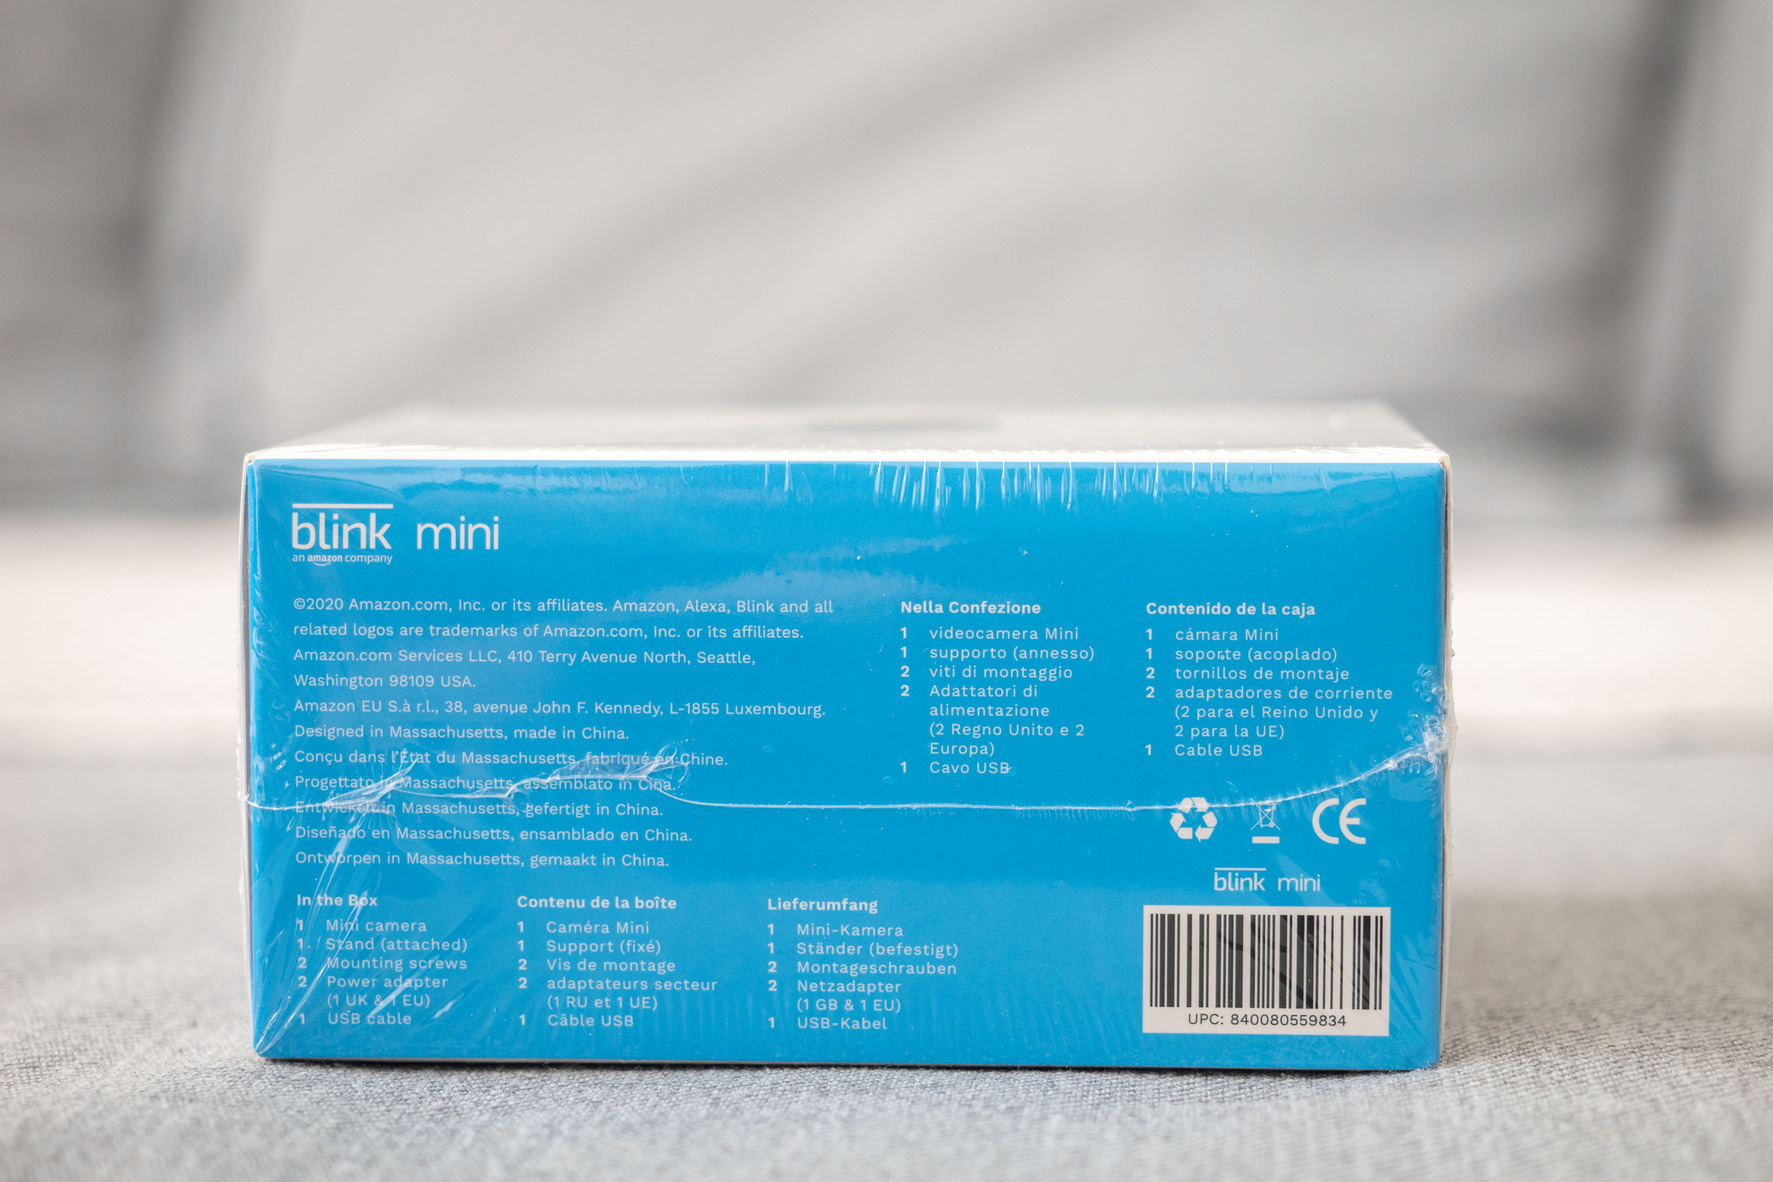 blink mini
an amazon company
©2020 Amazon.com, Inc. or its affiliates. Amazon, Alexa, Blink and all
related logos are trademarks of Amazon.com, Inc. or its affiliates.
Amazon.com Services LLC, 410 Terry Avenue North, Seattle,
Washington 98109 USA.
Amazon EU S.à r.l., 38, avenue John F. Kennedy, L-1855 Luxembourg.
Designed in Massachusetts, made in China.
Conçu dans l'État du Massachusetts, fabriqué en Chine.
Progettato in Massachusetts, assemblato in Cina.
Entwickelt in Massachusetts, gefertigt in China.
Diseñado en Massachusetts, ensamblado en China.
Ontworpen in Massachusetts, gemaakt in China.
In the Box
1 Mini camera
1 Stand (attached)
2 Mounting screws
2 Power adapter
(1 UK & 1 EU)
1 USB cable
Contenu de la boîte
1 Caméra Mini
1 Support (fixé)
2 Vis de montage
2 adaptateurs secteur
(1 RU et 1 UE)
1 Câble USB
Lieferumfang
1 Mini-Kamera
1 Ständer (befestigt)
2 Montageschrauben
2 Netzadapter
(1 GB & 1 EU)
1 USB-Kabel
Nella Confezione
1 videocamera Mini
1 supporto (annesso)
2 viti di montaggio
2 Adattatori di
alimentazione
(2 Regno Unito e 2
Europa)
1 Cavo USB
Contenido de la caja
1 cámara Mini
1 soporte (acoplado)
2 tornillos de montaje
2 adaptadores de corriente
(2 para el Reino Unido y
2 para la UE)
1 Cable USB
CE
blink mini
UPC: 840080559834